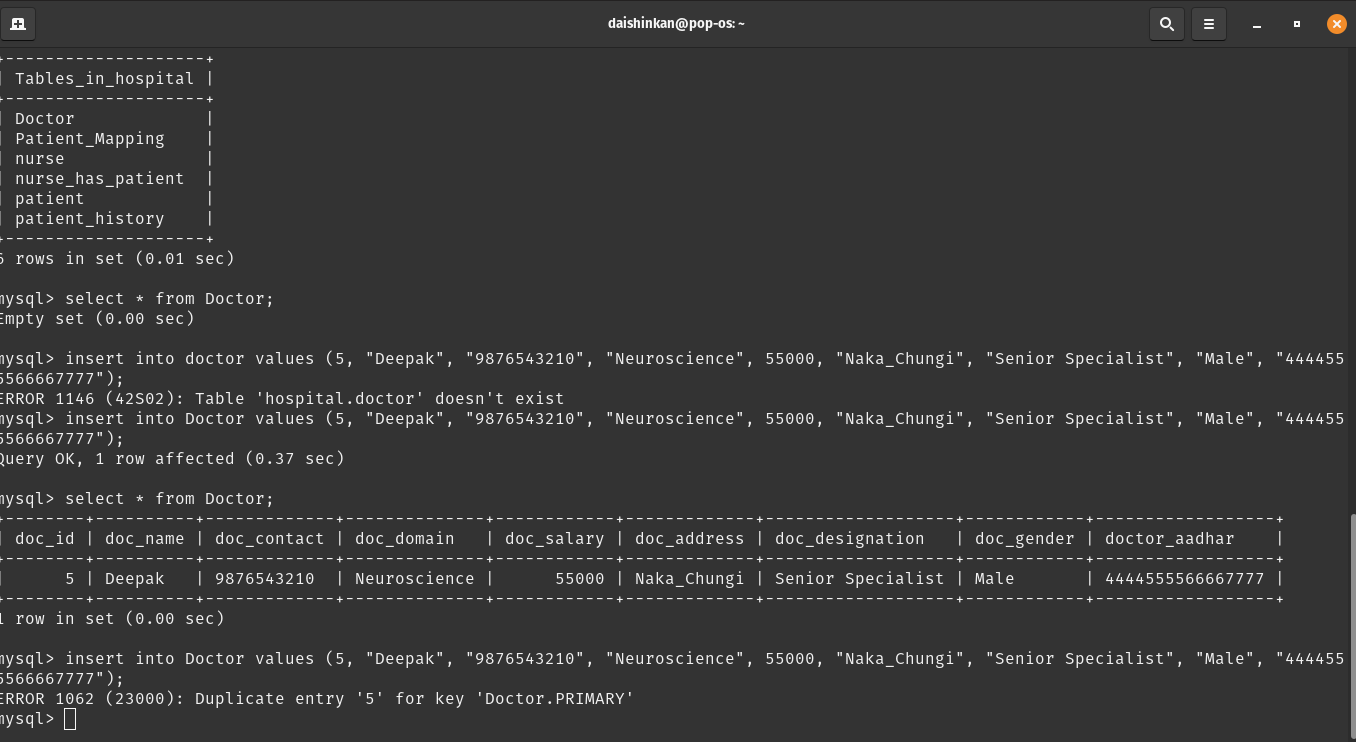 daishinkan@pop-os: ~
+--------------------+
| Tables_in_hospital |
+--------------------+
| Doctor             |
| Patient_Mapping    |
| nurse              |
| nurse_has_patient  |
| patient            |
| patient_history    |
+--------------------+
6 rows in set (0.01 sec)

mysql> select * from Doctor;
Empty set (0.00 sec)

mysql> insert into doctor values (5, "Deepak", "9876543210", "Neuroscience", 55000, "Naka_Chungi", "Senior Specialist", "Male", "444455
5566667777");
ERROR 1146 (42S02): Table 'hospital.doctor' doesn't exist
mysql> insert into Doctor values (5, "Deepak", "9876543210", "Neuroscience", 55000, "Naka_Chungi", "Senior Specialist", "Male", "444455
5566667777");
Query OK, 1 row affected (0.37 sec)

mysql> select * from Doctor;
+--------+----------+-------------+--------------+------------+-------------+-------------------+------------+------------------+
| doc_id | doc_name | doc_contact | doc_domain   | doc_salary | doc_address | doc_designation   | doc_gender | doctor_aadhar    |
+--------+----------+-------------+--------------+------------+-------------+-------------------+------------+------------------+
|      5 | Deepak   | 9876543210  | Neuroscience |      55000 | Naka_Chungi | Senior Specialist | Male       | 4444555566667777 |
+--------+----------+-------------+--------------+------------+-------------+-------------------+------------+------------------+
1 row in set (0.00 sec)

mysql> insert into Doctor values (5, "Deepak", "9876543210", "Neuroscience", 55000, "Naka_Chungi", "Senior Specialist", "Male", "444455
5566667777");
ERROR 1062 (23000): Duplicate entry '5' for key 'Doctor.PRIMARY'
mysql>